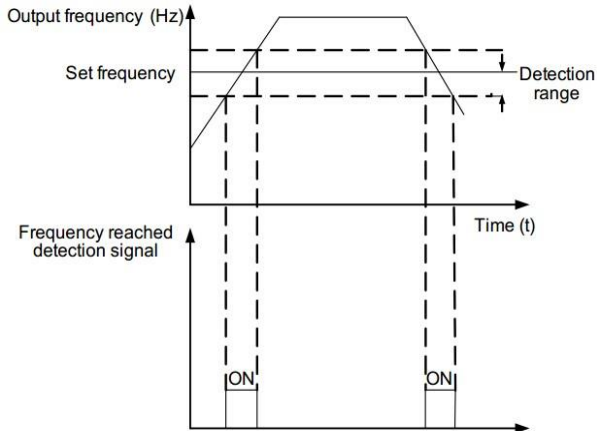 Output frequency (Hz)
Set frequency
Detection
range
Time (t)
Frequency reached
detection signal
ON
ON